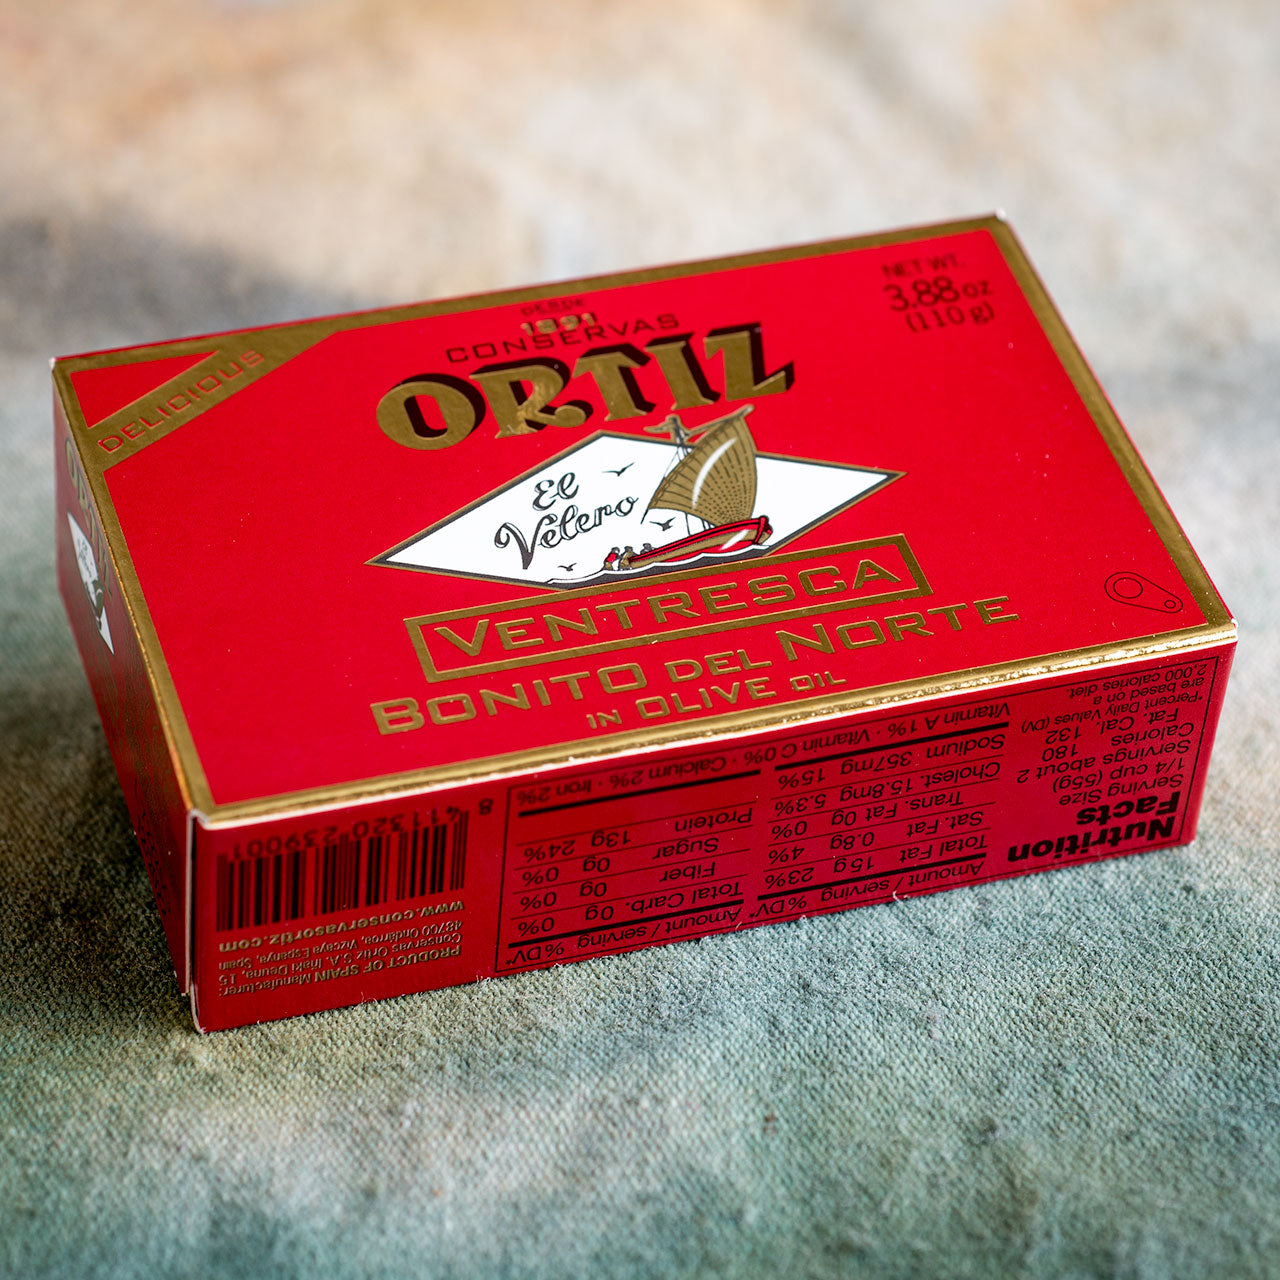 DELICIOUS
DESDE
1891
CONSERVAS
ORTIZ
El
Velero
VENTRESCA
BONITO DEL NORTE
IN OLIVE OIL
NET WT.
3.88 oz
(110 g)
Nutrition
Facts
Serving Size
1/4 cup (55g)
Servings about 2
Calories 180
Fat. Cal. 132
*Percent Daily Values (DV)
are based on a
2,000 calories diet
Amount / serving %DV*
Total Fat 15 g 23%
Sat. Fat 0.8g 4%
Trans. Fat 0g 0%
Cholest. 15.8mg 5.3%
Sodium 357mg 15%
Amount / serving %DV*
Total Carb. 0g 0%
Fiber 0g 0%
Sugar 0g 0%
Protein 13g 24%
Vitamin A 1% · Vitamin C 0% · Calcium 2% · Iron 2%
PRODUCT OF SPAIN Manufacturer:
Conservas Ortiz S.A. Iñaki Deuna, 15
48700 Ondárroa, Vizcaya Espanya, Spain
www.conservasortiz.com
8 411320 239001